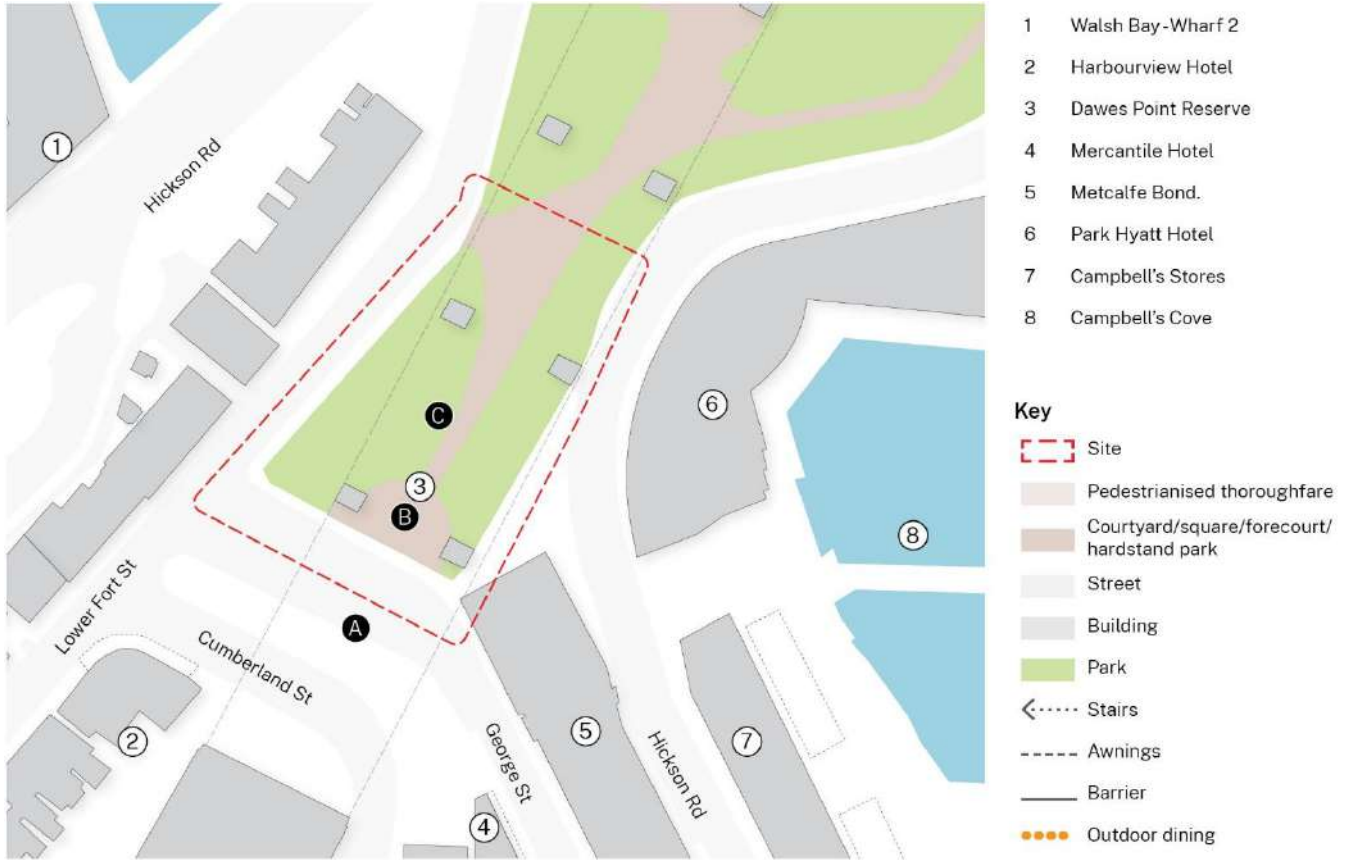 1 Walsh Bay - Wharf 2
2 Harbourview Hotel
3 Dawes Point Reserve
4 Mercantile Hotel
5 Metcalfe Bond.
6 Park Hyatt Hotel
7 Campbell's Stores
8 Campbell's Cove
Key
Site
Pedestrianised thoroughfare
Courtyard/square/forecourt/
hardstand park
Street
Building
Park
Stairs
Awnings
Barrier
Outdoor dining
1
Hickson Rd
6
C
3
B
8
Lower Fort St
A
Cumberland St
2
5
7
George St
Hickson Rd
4